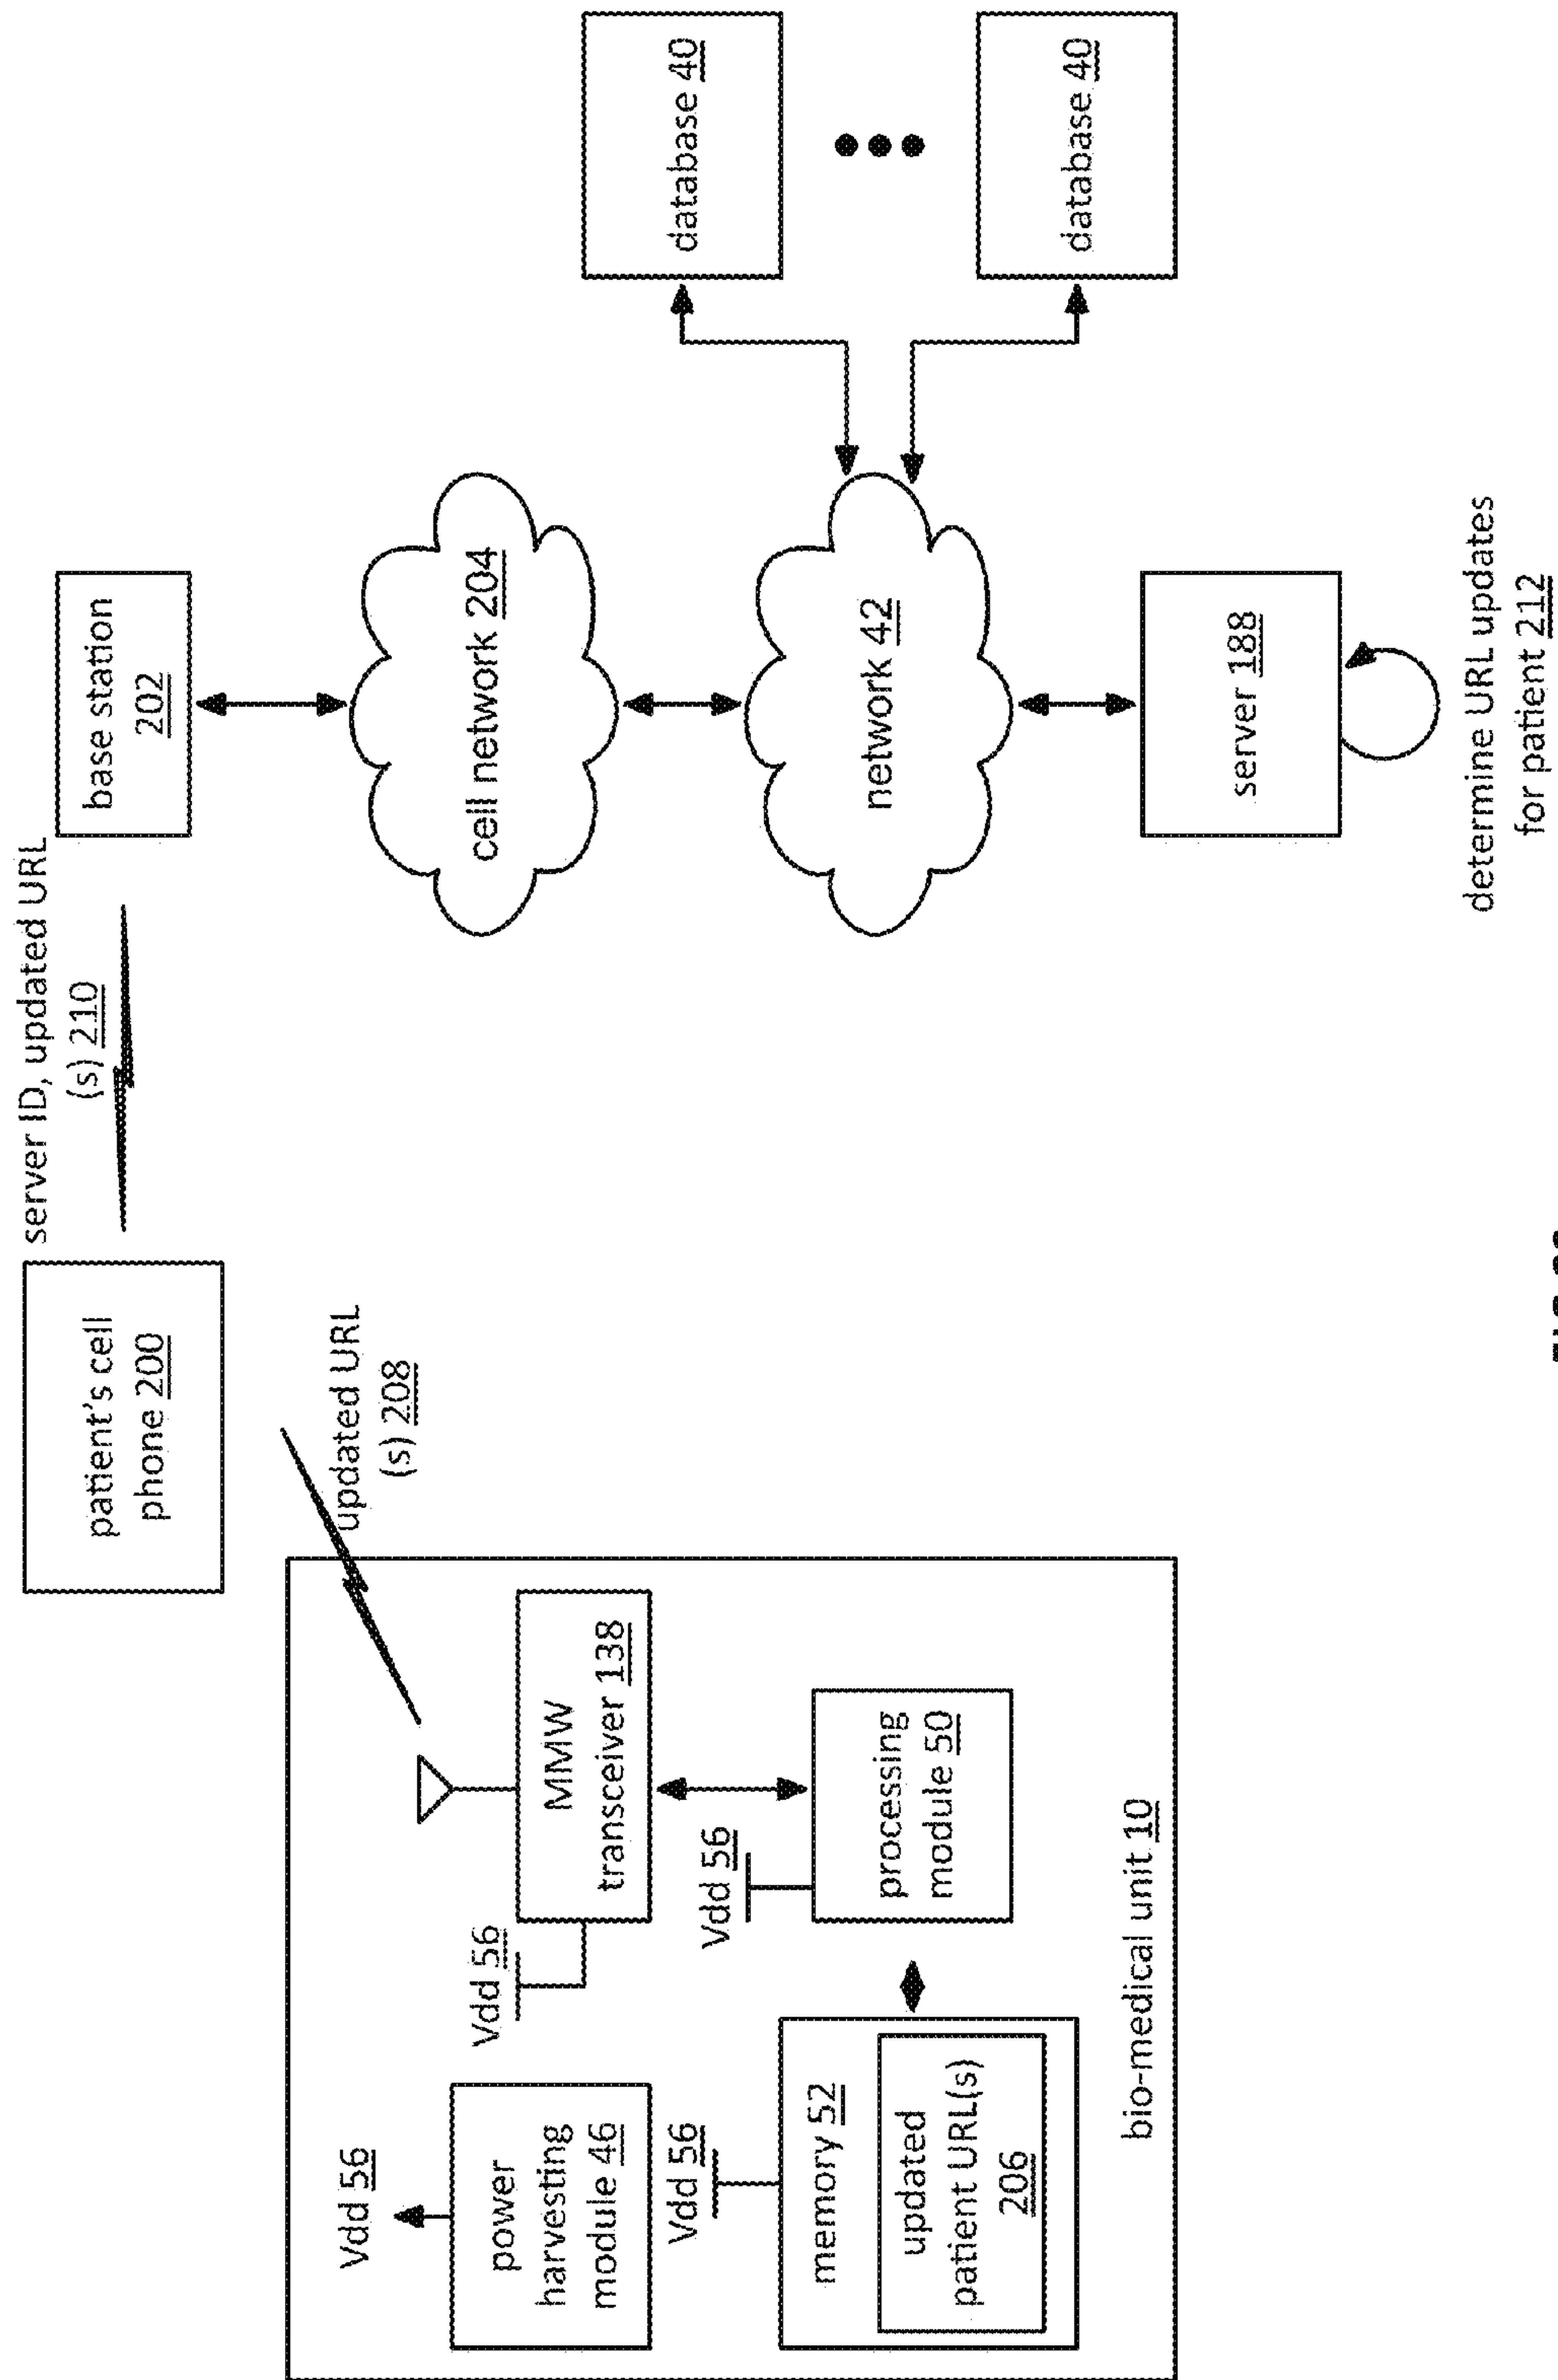 server ID, updated URL
(s) 210
patient's cell
phone 200
base station
202
updated URL
(s) 208
cell network 204
network 42
database 40
database 40
server 188
determine URL updates
for patient 212
Vdd 56
power
harvesting
module 46
Vdd 56
MMW
transceiver 138
Vdd 56
memory 52
updated
patient URL(s)
206
Vdd 56
processing
module 50
bio-medical unit 10